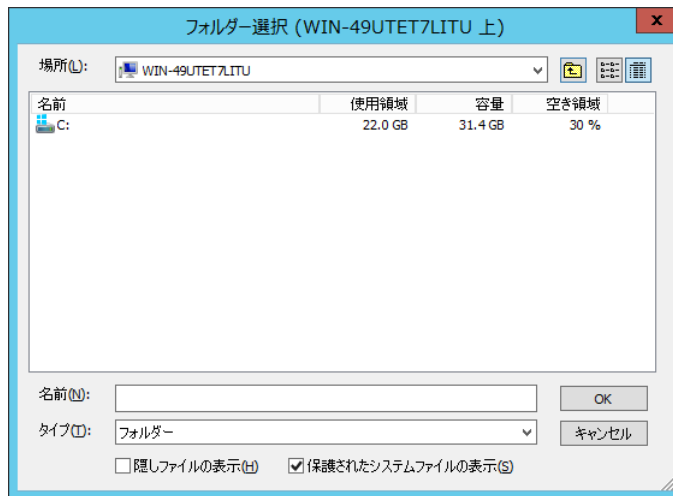 フォルダー選択 (WIN-49UTET7LITU 上)
x
場所(L): WIN-49UTET7LITU
名前 使用領域 容量 空き領域
C: 22.0 GB 31.4 GB 30 %
名前(N): OK
タイプ(T): フォルダー キャンセル
隠しファイルの表示(H) 保護されたシステムファイルの表示(S)